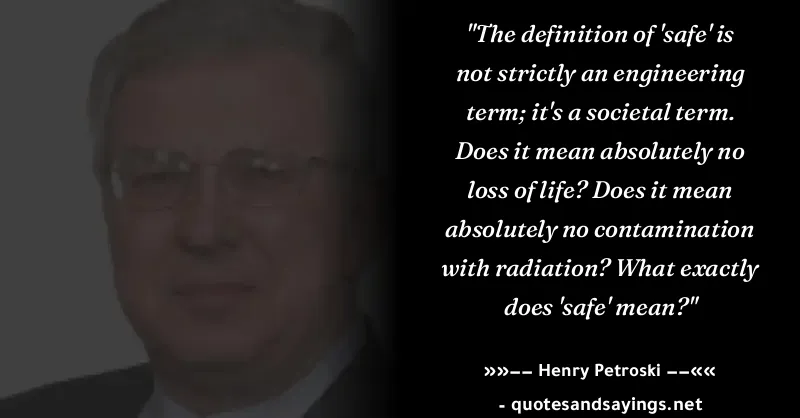 "The definition of 'safe' is
not strictly an engineering
term; it's a societal term.
Does it mean absolutely no
loss of life? Does it mean
absolutely no contamination
with radiation? What exactly
does 'safe' mean?"
»»−− Henry Petroski −−««
- quotesandsayings.net